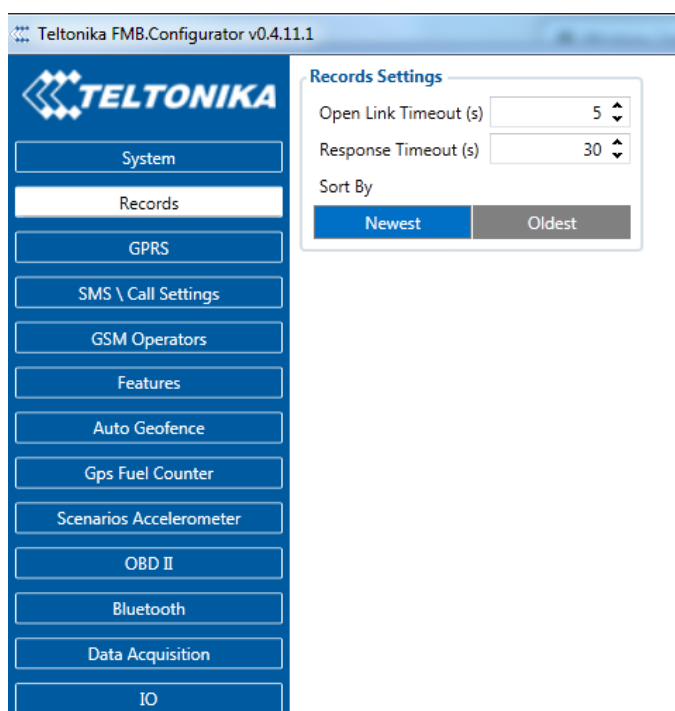 Teltonika FMB.Configurator v0.4.11.1
TELTONIKA
System
Records
GPRS
SMS \ Call Settings
GSM Operators
Features
Auto Geofence
Gps Fuel Counter
Scenarios Accelerometer
OBD II
Bluetooth
Data Acquisition
IO
Records Settings
Open Link Timeout (s) 5
Response Timeout (s) 30
Sort By
Newest Oldest